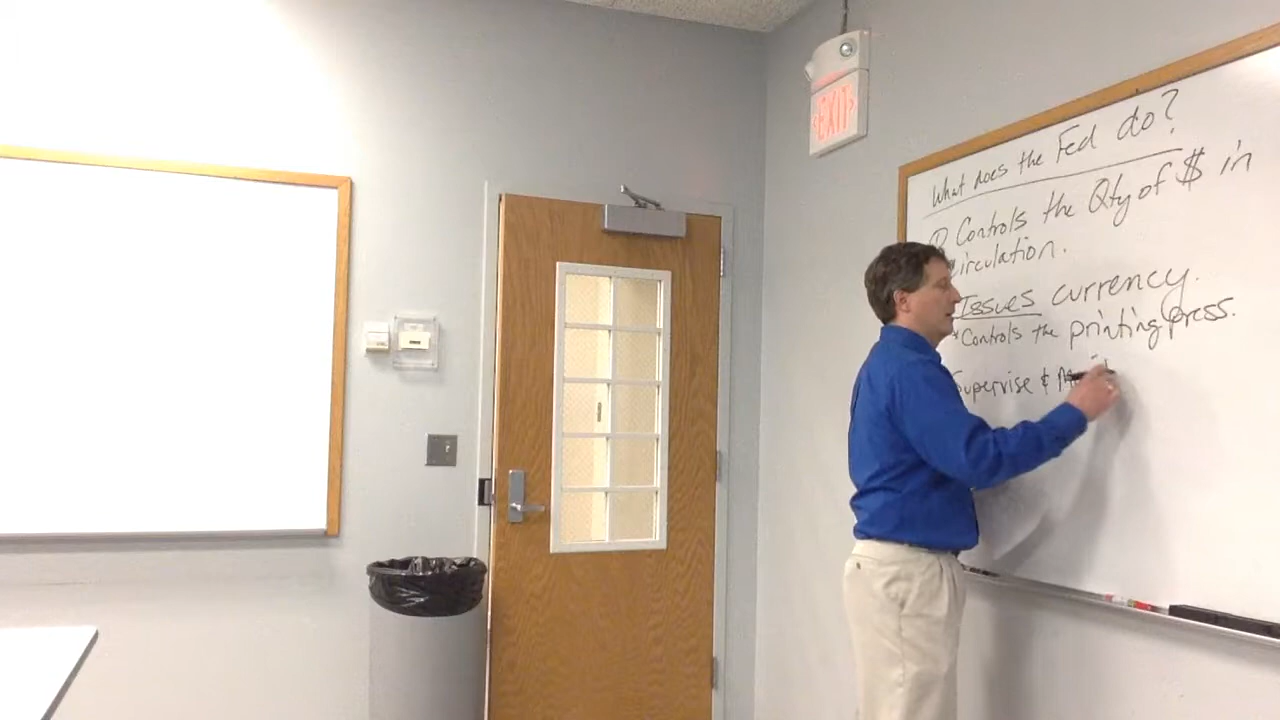 EXIT
What does the Fed do?
① Controls the Qty of $ in
circulation.
Issues currency.
*Controls the printing press.
Supervise &